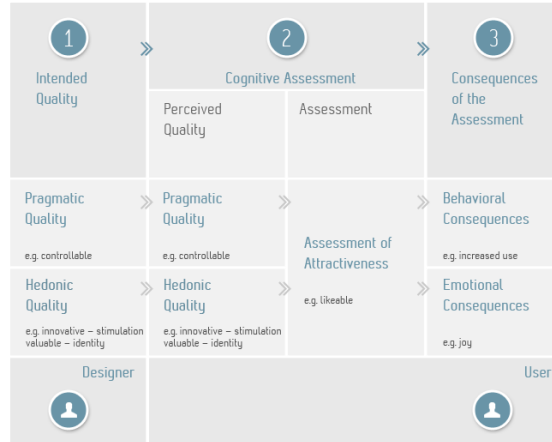 1
2
3
Intended
Quality
Cognitive Assessment
Consequences
of the
Assessment
Perceived
Quality
Assessment
Pragmatic
Quality
e.g. controllable
Pragmatic
Quality
e.g. controllable
Assessment of
Attractiveness
e.g. likeable
Behavioral
Consequences
e.g. increased use
Hedonic
Quality
e.g. innovative – stimulation
valuable – identity
Hedonic
Quality
e.g. innovative – stimulation
valuable – identity
Emotional
Consequences
e.g. joy
Designer
User